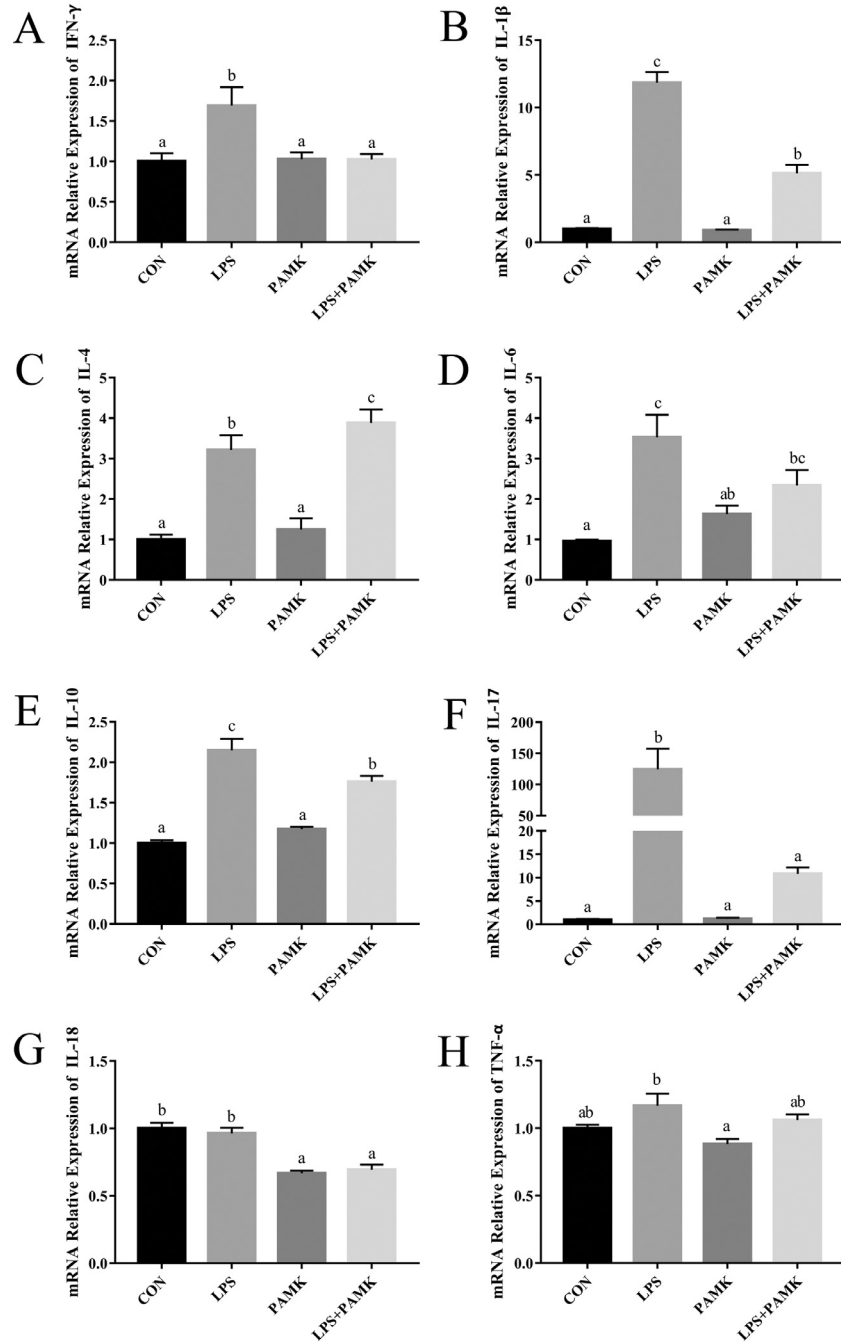 A
mRNA Relative Expression of IFN-γ
2.5
2.0
1.5
1.0
0.5
0.0
a
b
a
a
CON
LPS
PAMK
LPS+PAMK
B
mRNA Relative Expression of IL-1β
15
10
5
0
a
c
a
b
CON
LPS
PAMK
LPS+PAMK
C
mRNA Relative Expression of IL-4
5
4
3
2
1
0
a
b
a
c
CON
LPS
PAMK
LPS+PAMK
D
mRNA Relative Expression of IL-6
5
4
3
2
1
0
a
c
ab
bc
CON
LPS
PAMK
LPS+PAMK
E
mRNA Relative Expression of IL-10
2.5
2.0
1.5
1.0
0.5
0.0
a
c
a
b
CON
LPS
PAMK
LPS+PAMK
F
mRNA Relative Expression of IL-17
200
150
100
50
20
15
10
5
0
a
b
a
a
CON
LPS
PAMK
LPS+PAMK
G
mRNA Relative Expression of IL-18
1.5
1.0
0.5
0.0
b
b
a
a
CON
LPS
PAMK
LPS+PAMK
H
mRNA Relative Expression of TNF-α
1.5
1.0
0.5
0.0
ab
b
a
ab
CON
LPS
PAMK
LPS+PAMK